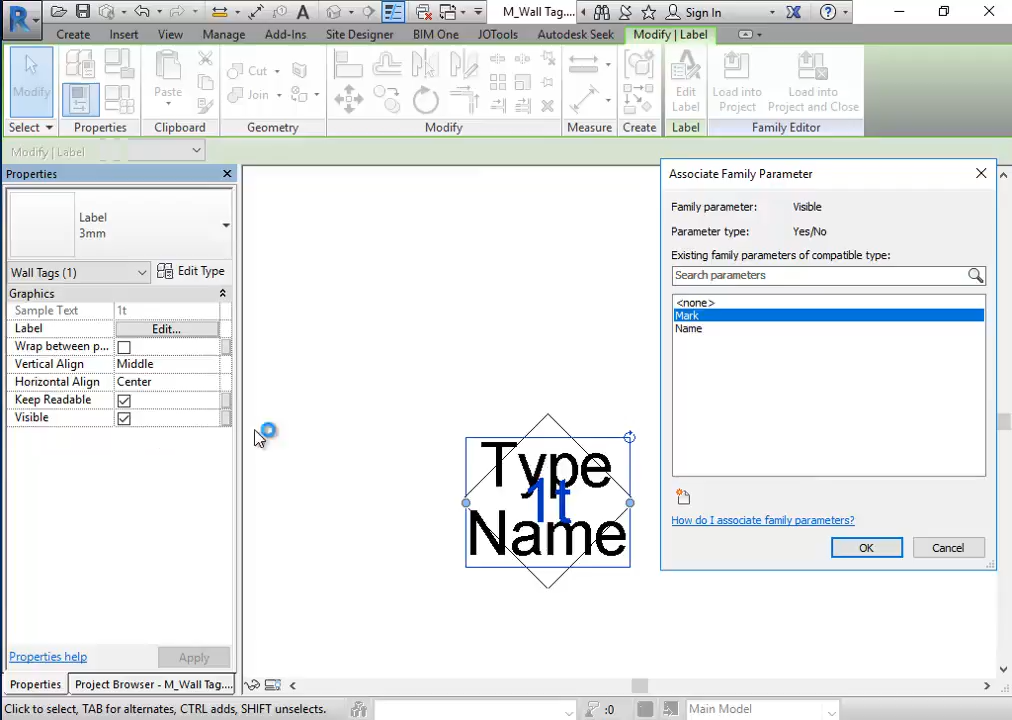 R M_Wall Tag.... Sign In
Create Insert View Manage Add-Ins Site Designer BIM One JOTools Autodesk Seek Modify | Label
Modify Paste Cut Join Edit Label Load into Project Load into Project and Close
Select Properties Clipboard Geometry Modify Measure Create Label Family Editor
Modify | Label
Properties
Label
3mm
Wall Tags (1) Edit Type
Graphics
Sample Text 1t
Label Edit...
Wrap between p...
Vertical Align Middle
Horizontal Align Center
Keep Readable
Visible
Properties help Apply
Properties Project Browser - M_Wall Tag....
Type
1t
Name
Associate Family Parameter
Family parameter: Visible
Parameter type: Yes/No
Existing family parameters of compatible type:
Search parameters
<none>
Mark
Name
How do I associate family parameters?
OK Cancel
Click to select, TAB for alternates, CTRL adds, SHIFT unselects. :0 Main Model